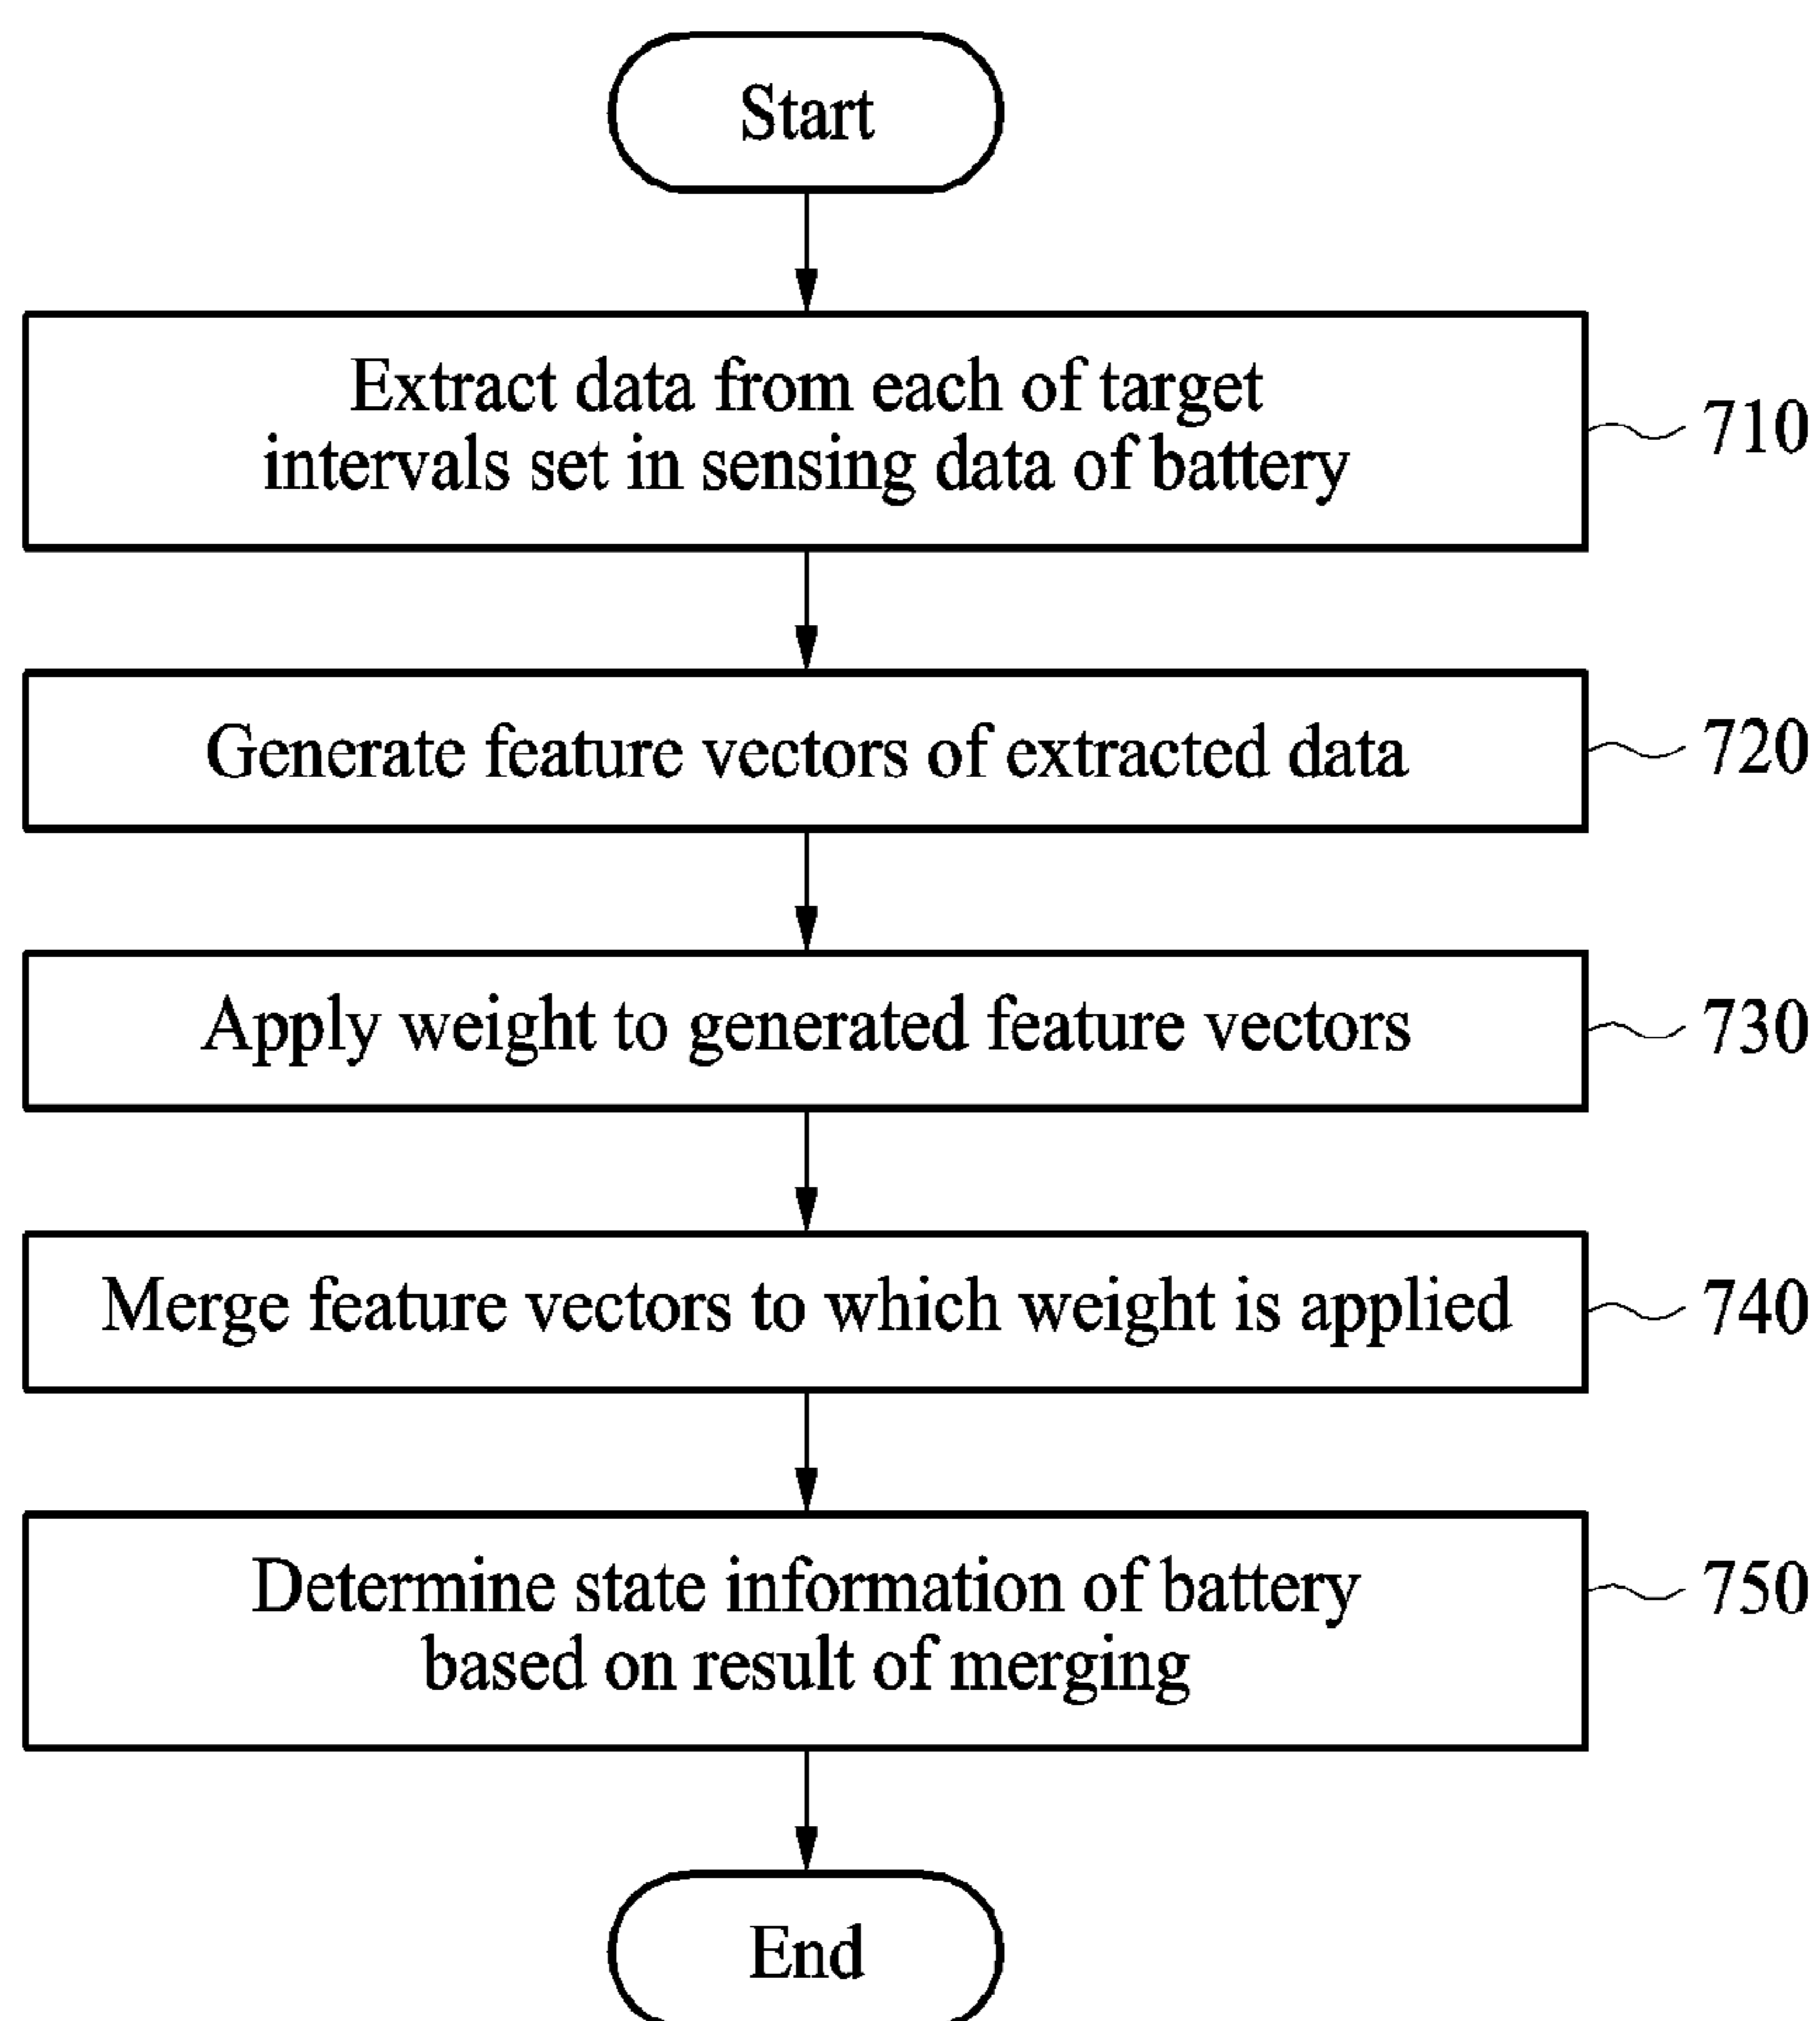 Start
Extract data from each of target
intervals set in sensing data of battery
710
Generate feature vectors of extracted data
720
Apply weight to generated feature vectors
730
Merge feature vectors to which weight is applied
740
Determine state information of battery
based on result of merging
750
End